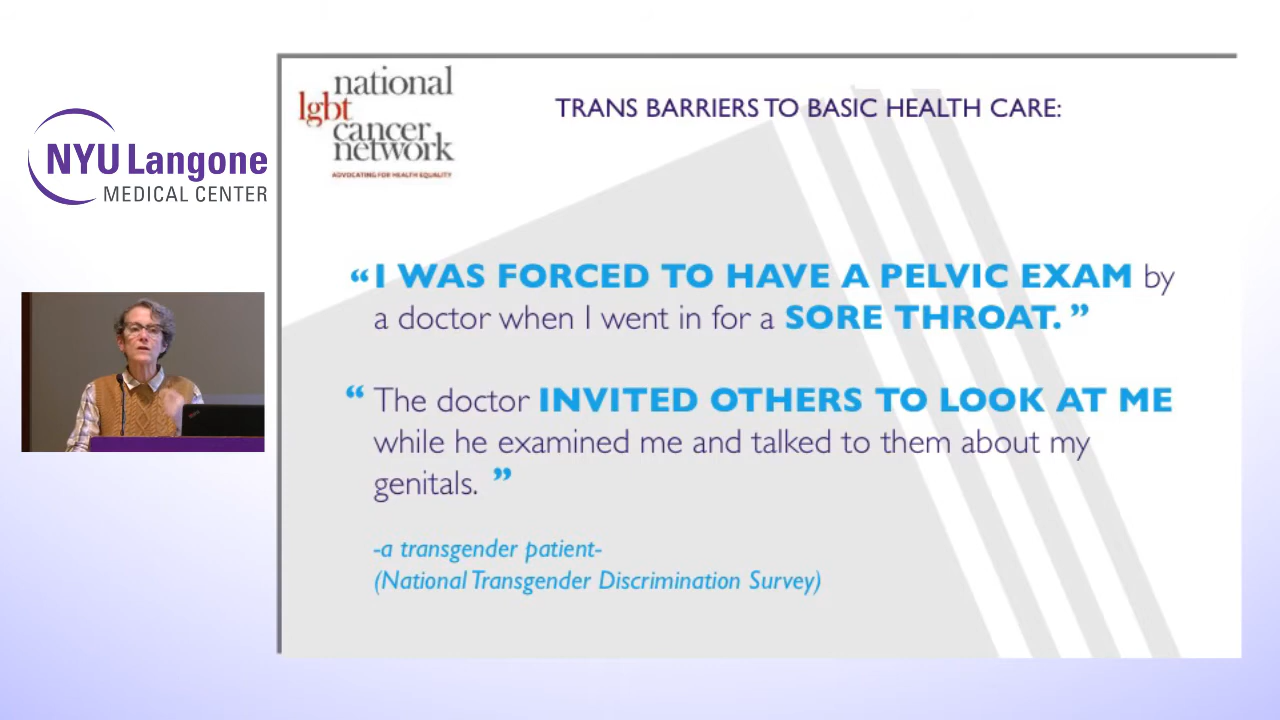 NYU Langone
MEDICAL CENTER
national
lgbt
cancer
network
ADVOCATING FOR HEALTH EQUALITY
TRANS BARRIERS TO BASIC HEALTH CARE:
“I WAS FORCED TO HAVE A PELVIC EXAM by
a doctor when I went in for a SORE THROAT. ”
“ The doctor INVITED OTHERS TO LOOK AT ME
while he examined me and talked to them about my
genitals. ”
-a transgender patient-
(National Transgender Discrimination Survey)